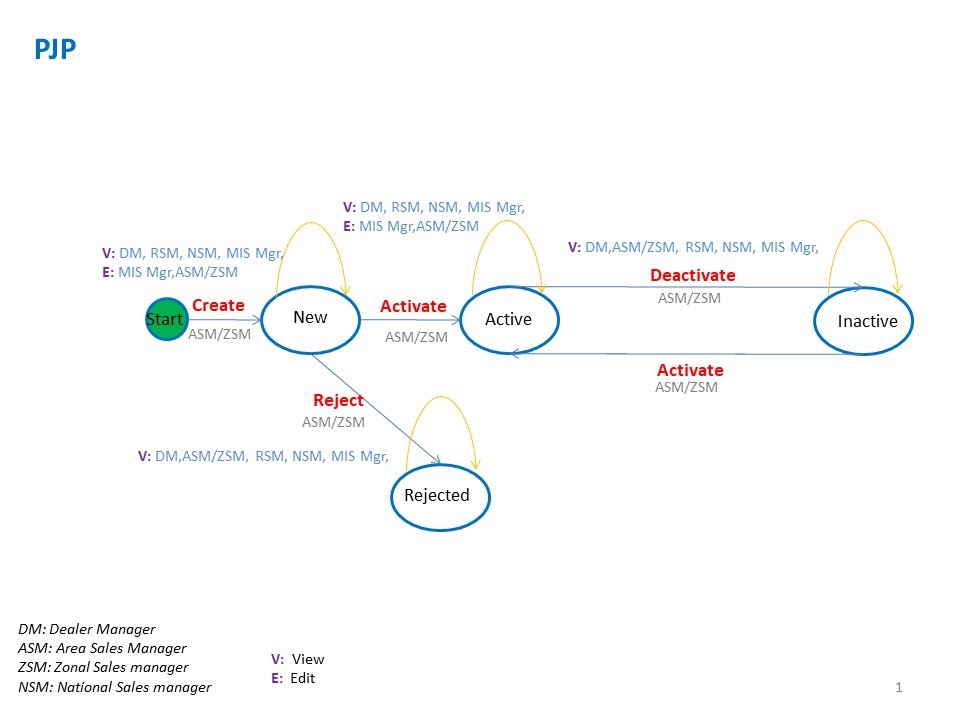 PJP
V: DM, RSM, NSM, MIS Mgr,
E: MIS Mgr,ASM/ZSM
V: DM, RSM, NSM, MIS Mgr,
E: MIS Mgr,ASM/ZSM
V: DM,ASM/ZSM, RSM, NSM, MIS Mgr,
Deactivate
ASM/ZSM
Start
Create
ASM/ZSM
New
Activate
ASM/ZSM
Active
Inactive
Activate
ASM/ZSM
Reject
ASM/ZSM
V: DM,ASM/ZSM, RSM, NSM, MIS Mgr,
Rejected
DM: Dealer Manager
ASM: Area Sales Manager
ZSM: Zonal Sales manager
NSM: National Sales manager
V: View
E: Edit
1